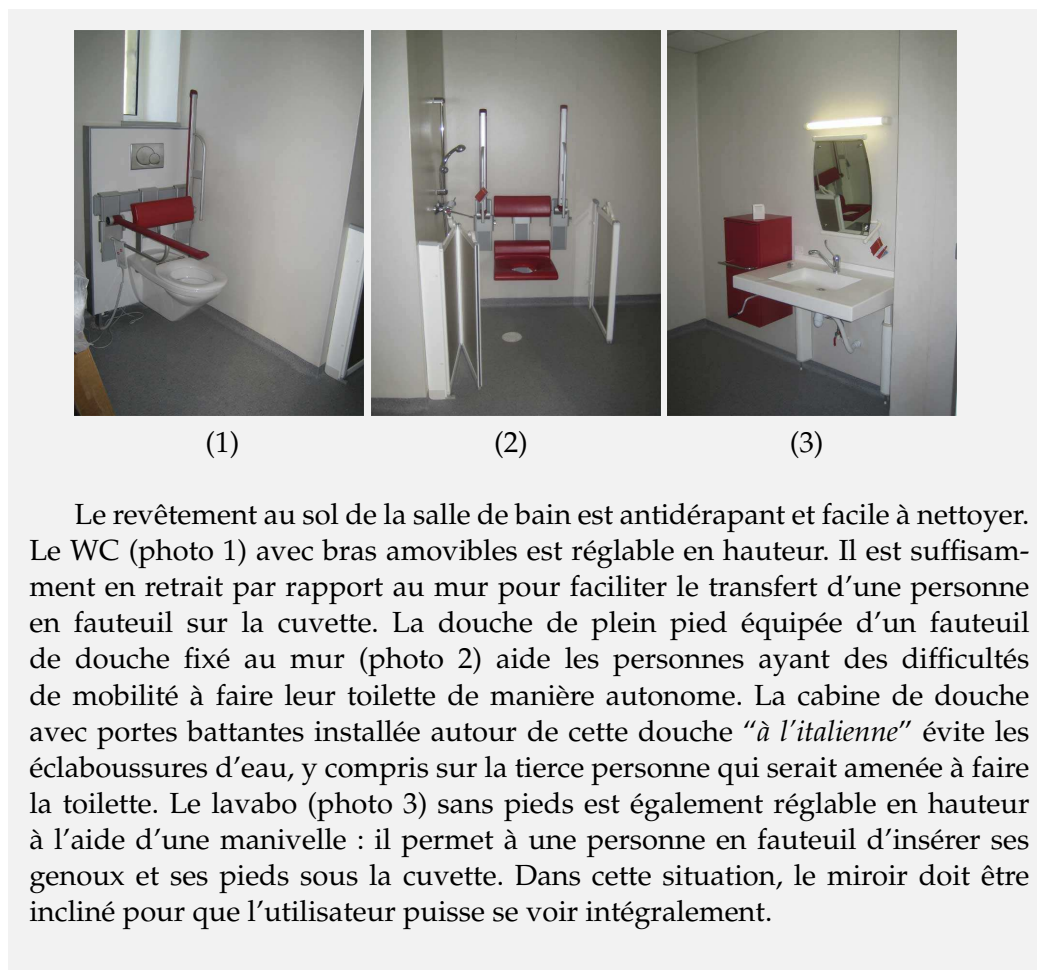 (1)
(2)
(3)
Le revêtement au sol de la salle de bain est antidérapant et facile à nettoyer.
Le WC (photo 1) avec bras amovibles est réglable en hauteur. Il est suffisam-
ment en retrait par rapport au mur pour faciliter le transfert d'une personne
en fauteuil sur la cuvette. La douche de plein pied équipée d'un fauteuil
de douche fixé au mur (photo 2) aide les personnes ayant des difficultés
de mobilité à faire leur toilette de manière autonome. La cabine de douche
avec portes battantes installée autour de cette douche “à l'italienne” évite les
éclaboussures d'eau, y compris sur la tierce personne qui serait amenée à faire
la toilette. Le lavabo (photo 3) sans pieds est également réglable en hauteur
à l'aide d'une manivelle : il permet à une personne en fauteuil d'insérer ses
genoux et ses pieds sous la cuvette. Dans cette situation, le miroir doit être
incliné pour que l'utilisateur puisse se voir intégralement.